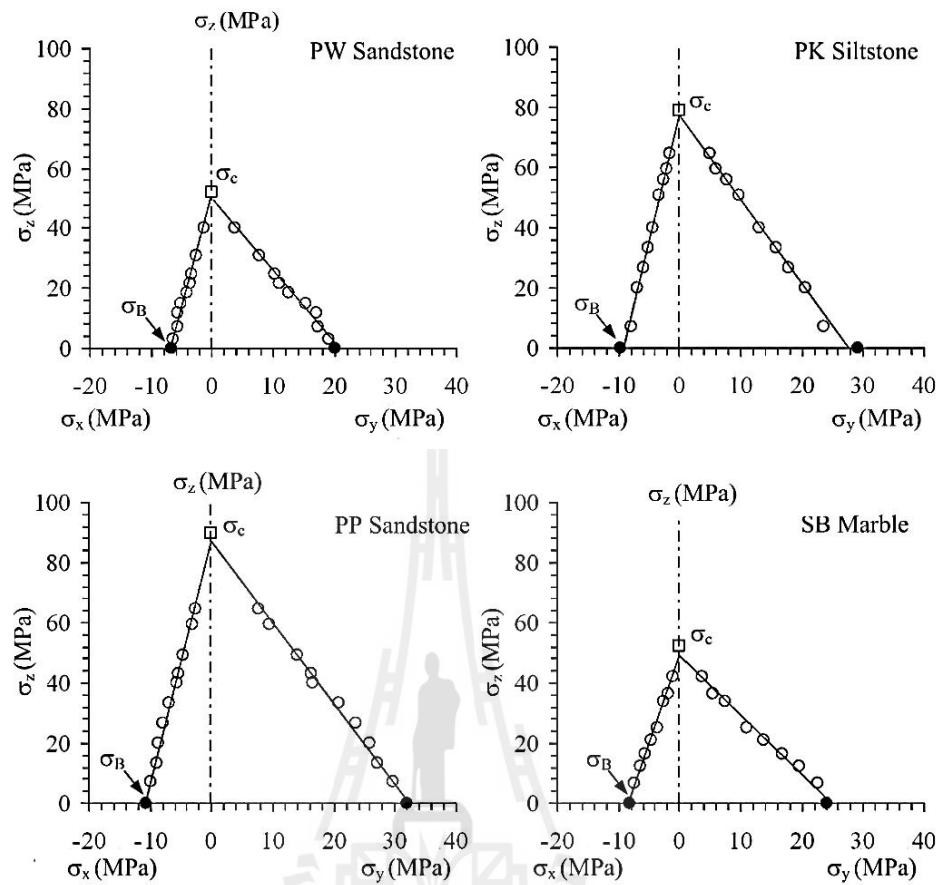 σz (MPa)
PW Sandstone
100
80
60
40
20
0
σz (MPa)
σc
σB
-20 -10 0 10 20 30 40
σx (MPa) σy (MPa)
PK Siltstone
100
80
60
40
20
0
σz (MPa)
σc
σB
-20 -10 0 10 20 30 40
σx (MPa) σy (MPa)
σz (MPa)
PP Sandstone
100
80
60
40
20
0
σz (MPa)
σc
σB
-20 -10 0 10 20 30 40
σx (MPa) σy (MPa)
σz (MPa)
SB Marble
100
80
60
40
20
0
σz (MPa)
σc
σB
-20 -10 0 10 20 30 40
σx (MPa) σy (MPa)